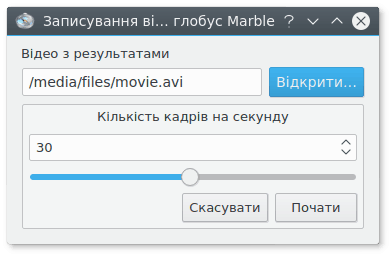 Записування ві... глобус Marble
Відео з результатами
/media/files/movie.avi
Відкрити...
Кількість кадрів на секунду
30
Скасувати
Почати